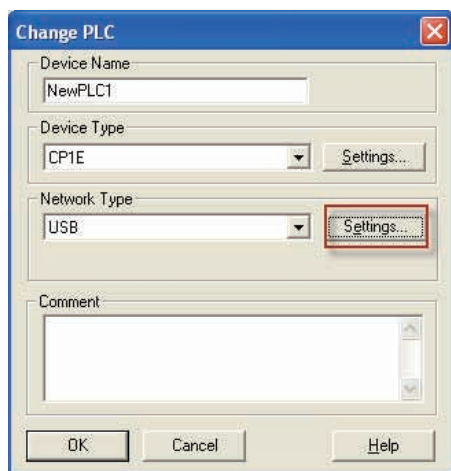 Change PLC
Device Name
NewPLC1
Device Type
CP1E
Settings...
Network Type
USB
Settings...
Comment
OK
Cancel
Help